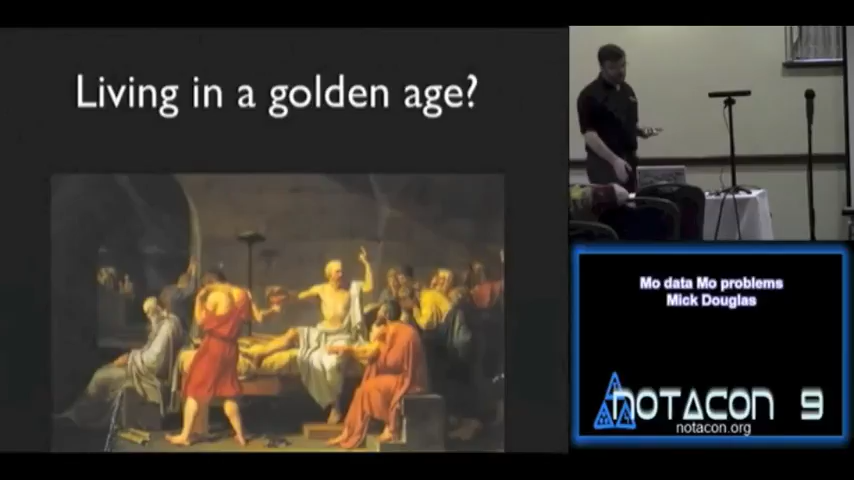 Living in a golden age?
Mo data Mo problems
Mick Douglas
NOTACON 9
notacon.org